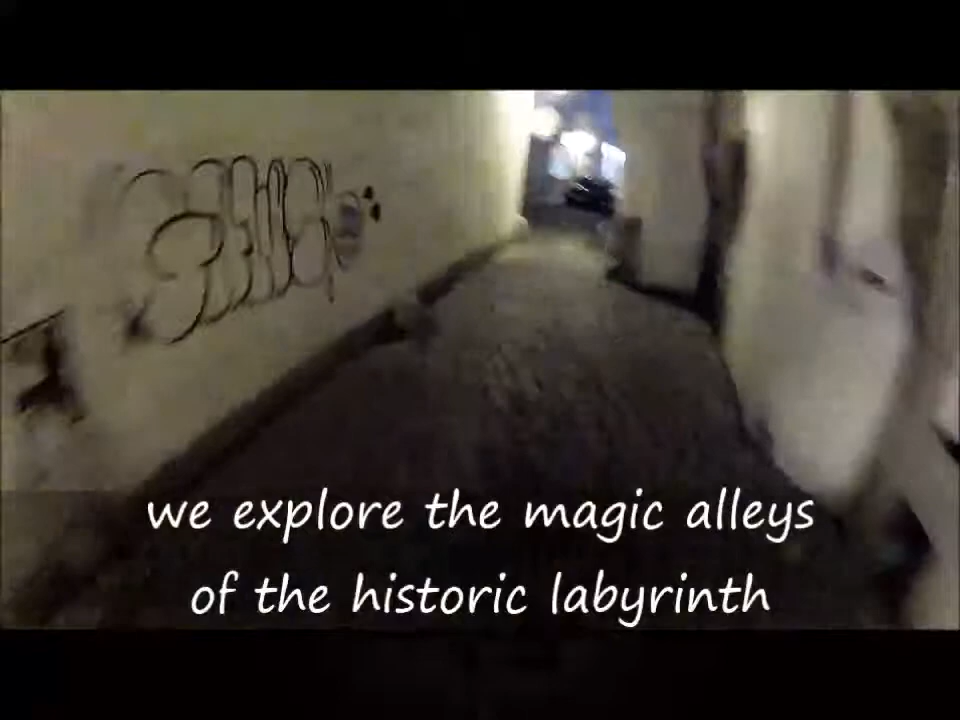 we explore the magic alleys
of the historic labyrinth